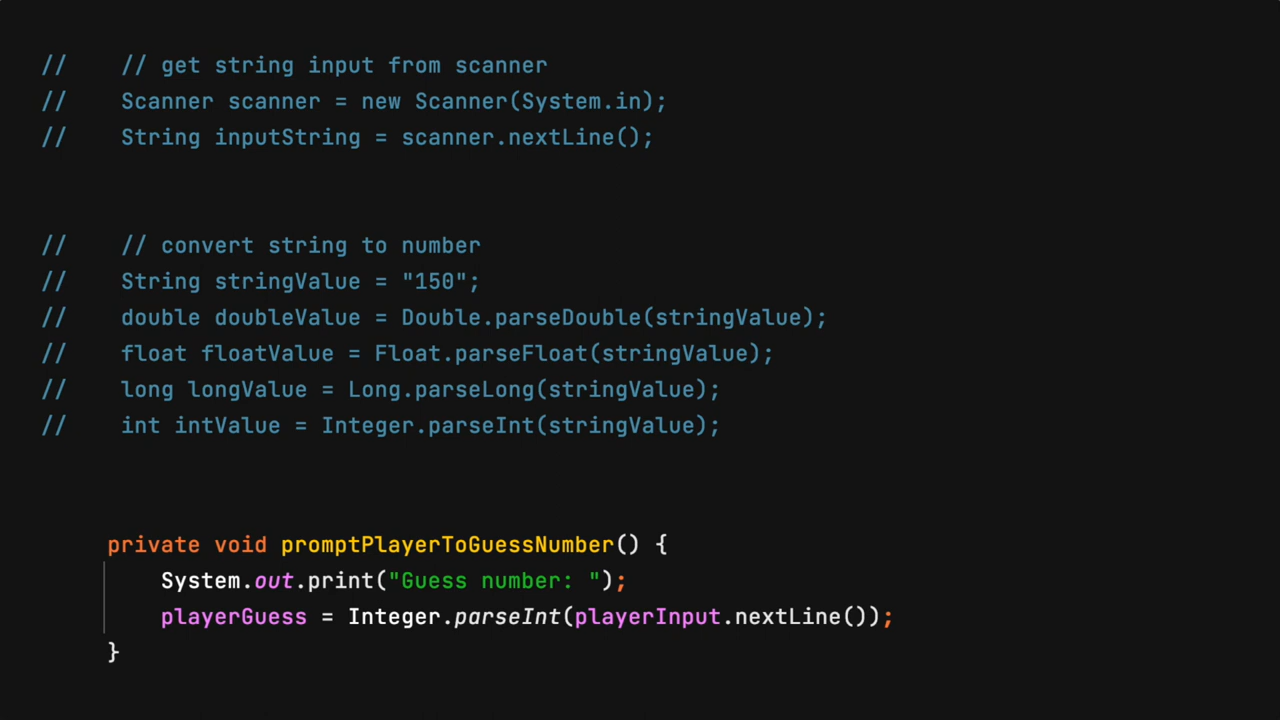 //    // get string input from scanner
//    Scanner scanner = new Scanner(System.in);
//    String inputString = scanner.nextLine();
//    // convert string to number
//    String stringValue = "150";
//    double doubleValue = Double.parseDouble(stringValue);
//    float floatValue = Float.parseFloat(stringValue);
//    long longValue = Long.parseLong(stringValue);
//    int intValue = Integer.parseInt(stringValue);
private void promptPlayerToGuessNumber() {
    System.out.print("Guess number: ");
    playerGuess = Integer.parseInt(playerInput.nextLine());
}